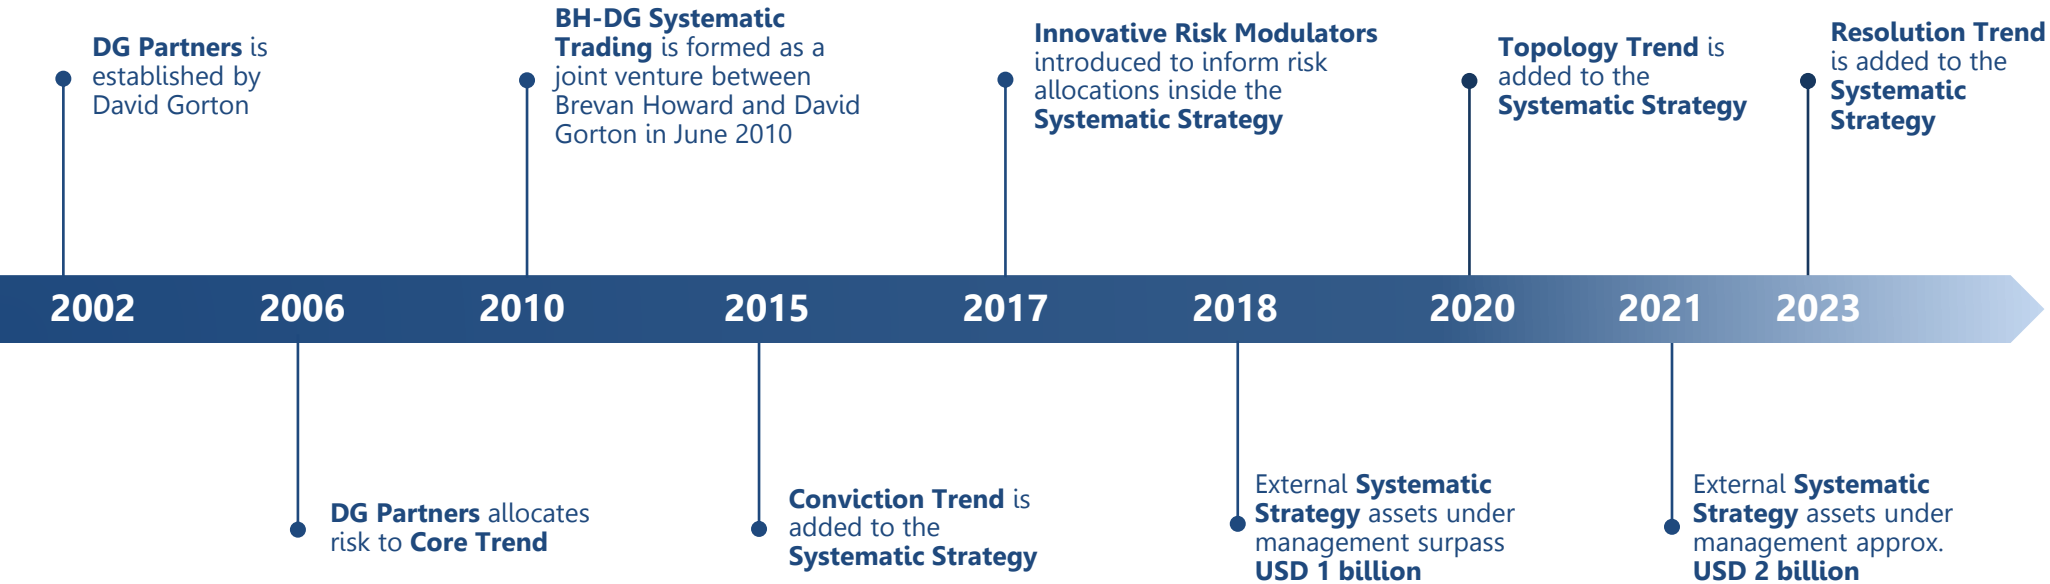 DG Partners is
established by
David Gorton
BH-DG Systematic
Trading is formed as a
joint venture between
Brevan Howard and David
Gorton in June 2010
Innovative Risk Modulators
introduced to inform risk
allocations inside the
Systematic Strategy
Topology Trend is
added to the
Systematic Strategy
Resolution Trend
is added to the
Systematic
Strategy
2002
2006
2010
2015
2017
2018
2020
2021
2023
DG Partners allocates
risk to Core Trend
Conviction Trend is
added to the
Systematic Strategy
External Systematic
Strategy assets under
management surpass
USD 1 billion
External Systematic
Strategy assets under
management approx.
USD 2 billion